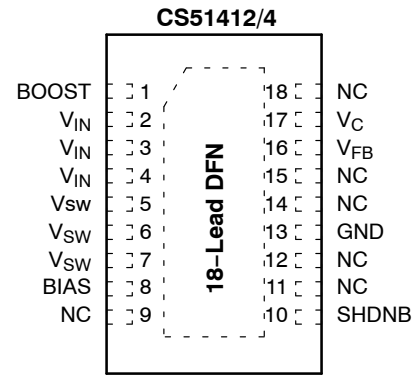 CS51412/4
BOOST 1 18 NC
VIN 2 17 VC
VIN 3 16 VFB
VIN 4 15 NC
Vsw 5 14 NC
VSW 6 13 GND
VSW 7 12 NC
BIAS 8 11 NC
NC 9 10 SHDNB
18−Lead DFN